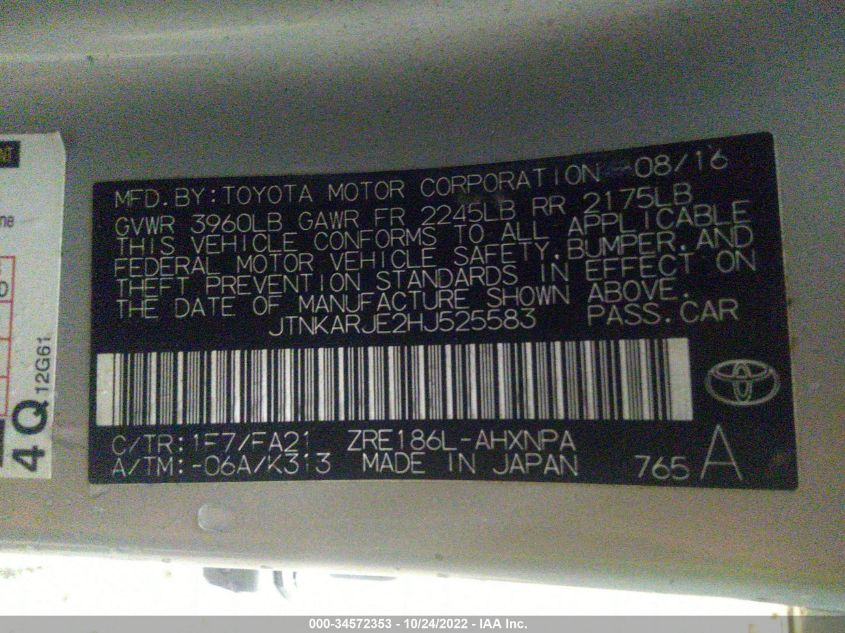 MFD.BY:TOYOTA MOTOR CORPORATION 08/16
GVWR 3960LB GAWR FR 2245LB RR 2175LB
THIS VEHICLE CONFORMS TO ALL APPLICABLE
FEDERAL MOTOR VEHICLE SAFETY,BUMPER,AND
THEFT PREVENTION STANDARDS IN EFFECT ON
THE DATE OF MANUFACTURE SHOWN ABOVE.
JTNKARJE2HJ525583 PASS.CAR
C/TR:1F7/FA21 ZRE186L-AHXNPA
A/TM:-06A/K313 MADE IN JAPAN 765 A
4Q 12G61
000-34572353 - 10/24/2022 - IAA Inc.